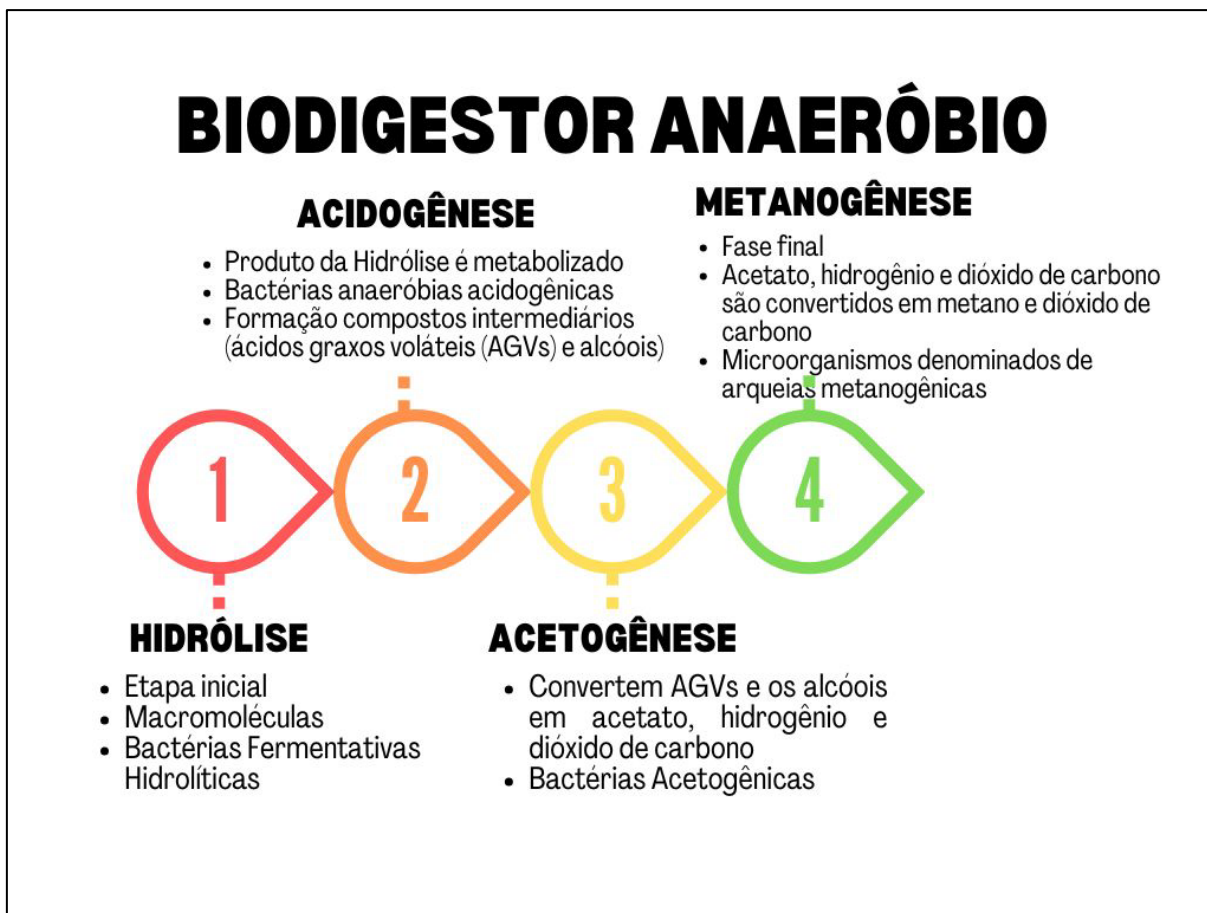 BIODIGESTOR ANAERÓBIO
ACIDOGÊNESE
• Produto da Hidrólise é metabolizado
• Bactérias anaeróbias acidogênicas
• Formação compostos intermediários
(ácidos graxos voláteis (AGVs) e alcóois)
METANOGÊNESE
• Fase final
• Acetato, hidrogênio e dióxido de carbono
são convertidos em metano e dióxido de
carbono
• Microorganismos denominados de
arqueias metanogênicas
1
2
3
4
HIDRÓLISE
• Etapa inicial
• Macromoléculas
• Bactérias Fermentativas
Hidrolíticas
ACETOGÊNESE
• Convertem AGVs e os alcóois
em acetato, hidrogênio e
dióxido de carbono
• Bactérias Acetogênicas